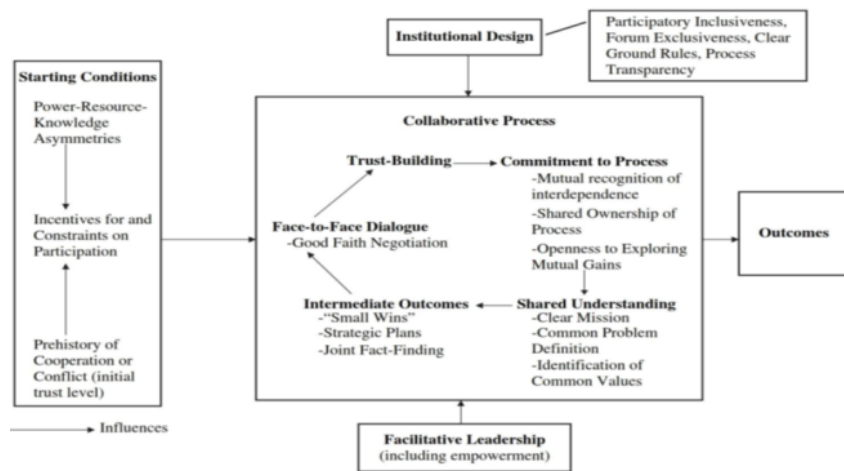 Institutional Design
Participatory Inclusiveness,
Forum Exclusiveness, Clear
Ground Rules, Process
Transparency
Starting Conditions
Power-Resource-
Knowledge
Asymmetries
Incentives for and
Constraints on
Participation
Prehistory of
Cooperation or
Conflict (initial
trust level)
Influences
Collaborative Process
Trust-Building
Commitment to Process
-Mutual recognition of
interdependence
-Shared Ownership of
Process
-Openness to Exploring
Mutual Gains
Face-to-Face Dialogue
-Good Faith Negotiation
Intermediate Outcomes
-“Small Wins”
-Strategic Plans
-Joint Fact-Finding
Shared Understanding
-Clear Mission
-Common Problem
Definition
-Identification of
Common Values
Outcomes
Facilitative Leadership
(including empowerment)